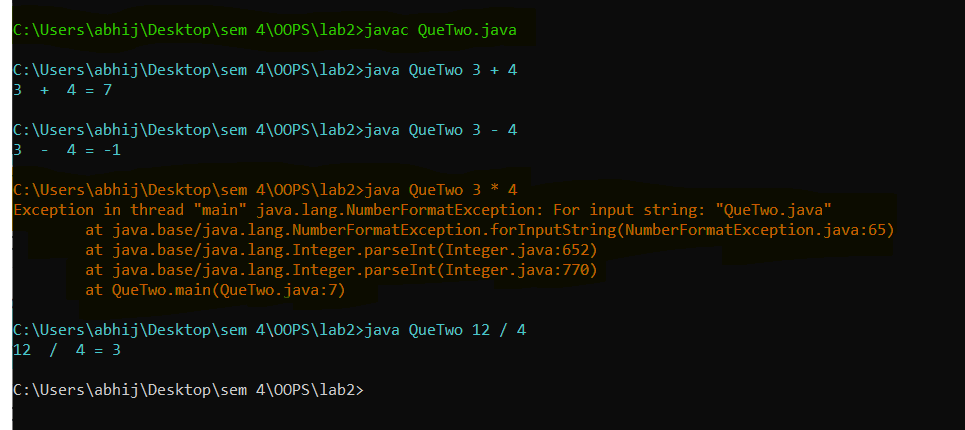 C:\Users\abhij\Desktop\sem 4\OOPS\lab2>javac QueTwo.java
C:\Users\abhij\Desktop\sem 4\OOPS\lab2>java QueTwo 3 + 4
3  +  4 = 7
C:\Users\abhij\Desktop\sem 4\OOPS\lab2>java QueTwo 3 - 4
3  -  4 = -1
C:\Users\abhij\Desktop\sem 4\OOPS\lab2>java QueTwo 3 * 4
Exception in thread "main" java.lang.NumberFormatException: For input string: "QueTwo.java"
        at java.base/java.lang.NumberFormatException.forInputString(NumberFormatException.java:65)
        at java.base/java.lang.Integer.parseInt(Integer.java:652)
        at java.base/java.lang.Integer.parseInt(Integer.java:770)
        at QueTwo.main(QueTwo.java:7)
C:\Users\abhij\Desktop\sem 4\OOPS\lab2>java QueTwo 12 / 4
12  /  4 = 3
C:\Users\abhij\Desktop\sem 4\OOPS\lab2>